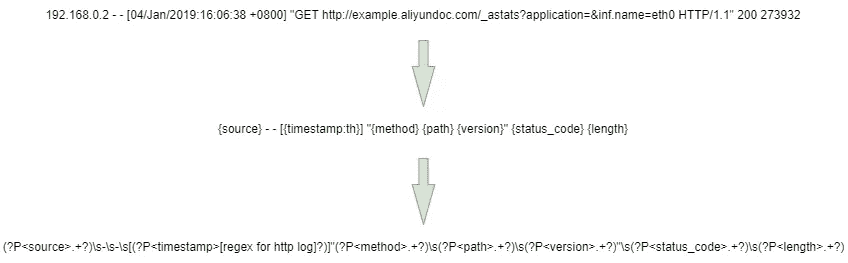 192.168.0.2 - - [04/Jan/2019:16:06:38 +0800] "GET http://example.aliyundoc.com/_astats?application=&inf.name=eth0 HTTP/1.1" 200 273932
{source} - - [{timestamp:th}] "{method} {path} {version}" {status_code} {length}
(?P<source>.+?)\s-\s-\s[(?P<timestamp>[regex for http log]?)]"(?P<method>.+?)\s(?P<path>.+?)\s(?P<version>.+?)"\s(?P<status_code>.+?)\s(?P<length>.+?)